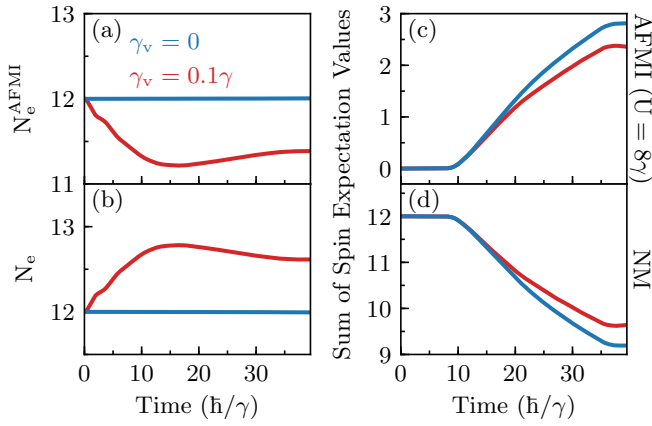 (a)
γv = 0
γv = 0.1γ
13
12
11
N_e^AFMI
(b)
13
12
N_e
0
10
20
30
Time (ħ/γ)
Sum of Spin Expectation Values
(c)
3
2
1
0
AFMI (U = 8γ)
(d)
12
11
10
9
NM
0
10
20
30
Time (ħ/γ)